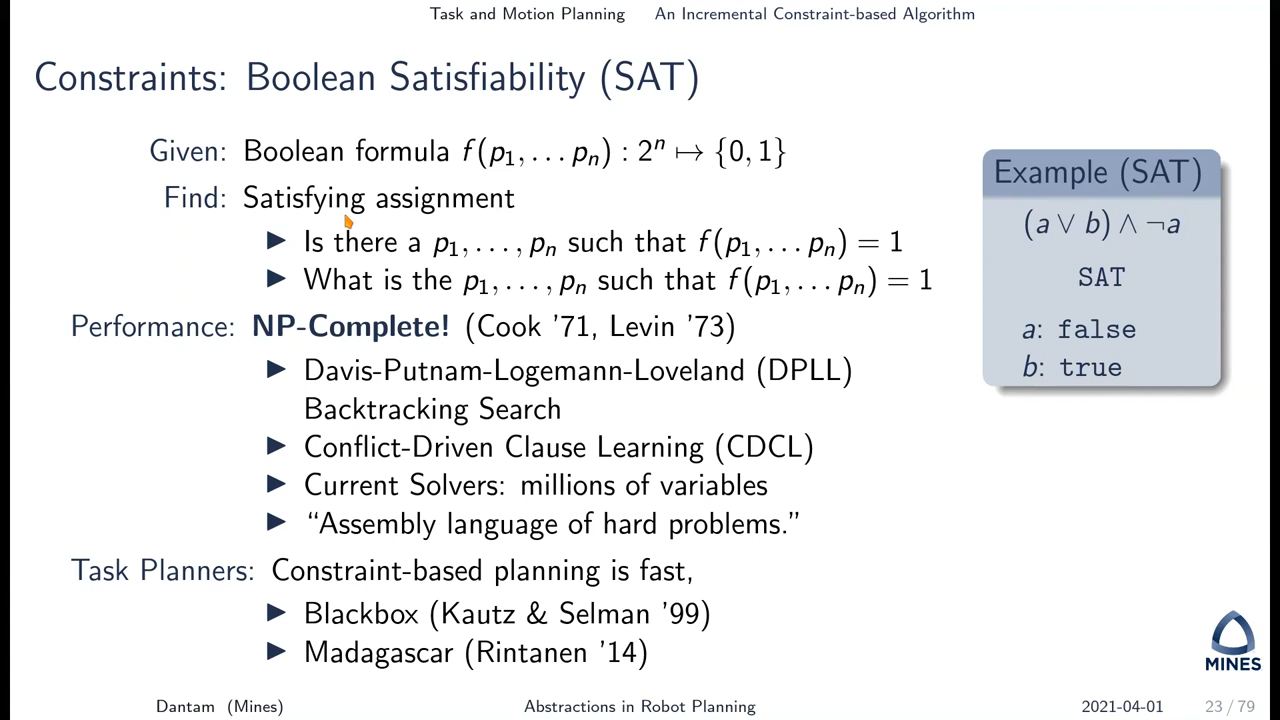 Task and Motion Planning An Incremental Constraint-based Algorithm
Constraints: Boolean Satisfiability (SAT)
Given: Boolean formula f(p₁, … pₙ) : 2ⁿ ↦ {0, 1}
Find: Satisfying assignment
▶ Is there a p₁, … , pₙ such that f(p₁, … pₙ) = 1
▶ What is the p₁, … , pₙ such that f(p₁, … pₙ) = 1
Performance: NP-Complete! (Cook ’71, Levin ’73)
▶ Davis-Putnam-Logemann-Loveland (DPLL)
Backtracking Search
▶ Conflict-Driven Clause Learning (CDCL)
▶ Current Solvers: millions of variables
▶ “Assembly language of hard problems.”
Task Planners: Constraint-based planning is fast,
▶ Blackbox (Kautz & Selman ’99)
▶ Madagascar (Rintanen ’14)
Example (SAT)
(a ∨ b) ∧ ¬a
SAT
a: false
b: true
MINES
Dantam (Mines) Abstractions in Robot Planning 2021-04-01 23 / 79